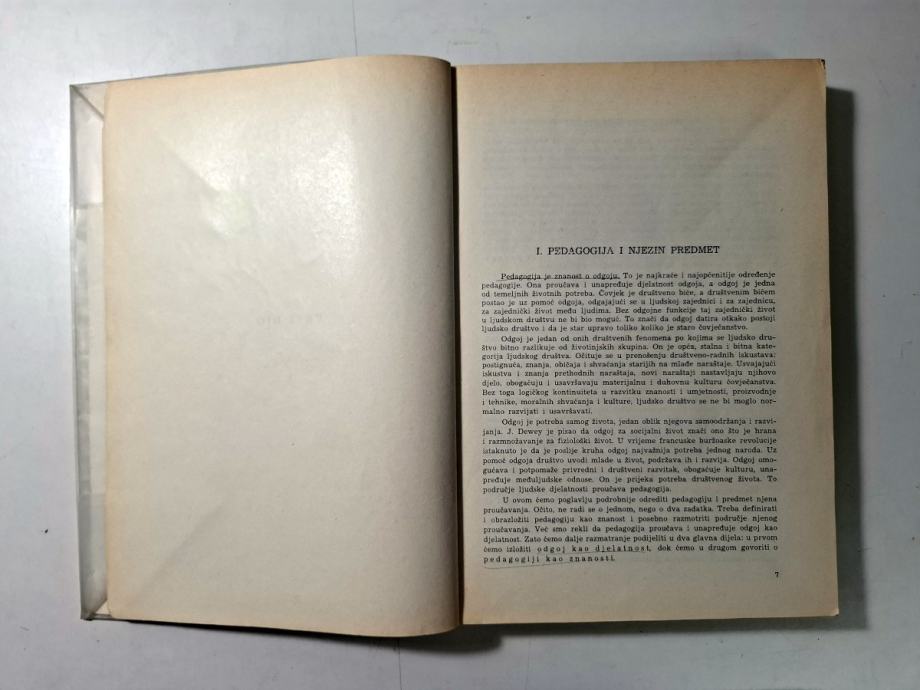 I. PEDAGOGIJA I NJEZIN PREDMET
Pedagogija je znanost o odgoju. To je najkraće i najopćenitije određenje
pedagogije. Ona proučava i unapređuje djelatnost odgoja, a odgoj je jedna
od temeljnih životnih potreba. Čovjek je društveno biće, a društvenim bićem
postao je uz pomoć odgoja, odgajajući se u ljudskoj zajednici i za zajednicu,
za zajednički život među ljudima. Bez odgojne funkcije taj zajednički život
u ljudskom društvu ne bi bio moguć. To znači da odgoj datira otkako postoji
ljudsko društvo i da je star upravo toliko koliko je staro čovječanstvo.
Odgoj je jedan od onih društvenih fenomena po kojima se ljudsko dru-
štvo bitno razlikuje od životinjskih skupina. On je opća, stalna i bitna kate-
gorija ljudskog društva. Očituje se u prenošenju društveno-radnih iskustava:
postignuća, znanja, običaja i shvaćanja starijih na mlađe naraštaje. Usvajajući
iskustva i znanja prethodnih naraštaja, novi naraštaji nastavljaju njihovo
djelo, obogaćuju i usavršavaju materijalnu i duhovnu kulturu čovječanstva.
Bez toga logičkog kontinuiteta u razvitku znanosti i umjetnosti, proizvodnje
i tehnike, moralnih shvaćanja i kulture, ljudsko društvo se ne bi moglo nor-
malno razvijati i usavršavati.
Odgoj je potreba samog života, jedan oblik njegova samoodržanja i razvi-
janja. J. Dewey je pisao da odgoj za socijalni život znači ono što je hrana
i razmnožavanje za fiziološki život. U vrijeme francuske buržoaske revolucije
istaknuto je da je poslije kruha odgoj najvažnija potreba jednog naroda. Uz
pomoć odgoja društvo uvodi mlade u život, podržava ih i razvija. Odgoj omo-
gućava i potpomaže privredni i društveni razvitak, obogaćuje kulturu, una-
pređuje međuljudske odnose. On je prijeka potreba društvenog života. To
područje ljudske djelatnosti proučava pedagogija.
U ovom ćemo poglavlju podrobnije odrediti pedagogiju i predmet njena
proučavanja. Očito, ne radi se o jednom, nego o dva zadatka. Treba definirati
i obrazložiti pedagogiju kao znanost i posebno razmotriti područje njenog
proučavanja. Već smo rekli da pedagogija proučava i unapređuje odgoj kao
djelatnost. Zato ćemo dalje razmatranje podijeliti u dva glavna dijela: u prvom
ćemo izložiti odgoj kao djelatnost, dok ćemo u drugom govoriti o
pedagogiji kao znanosti.
7